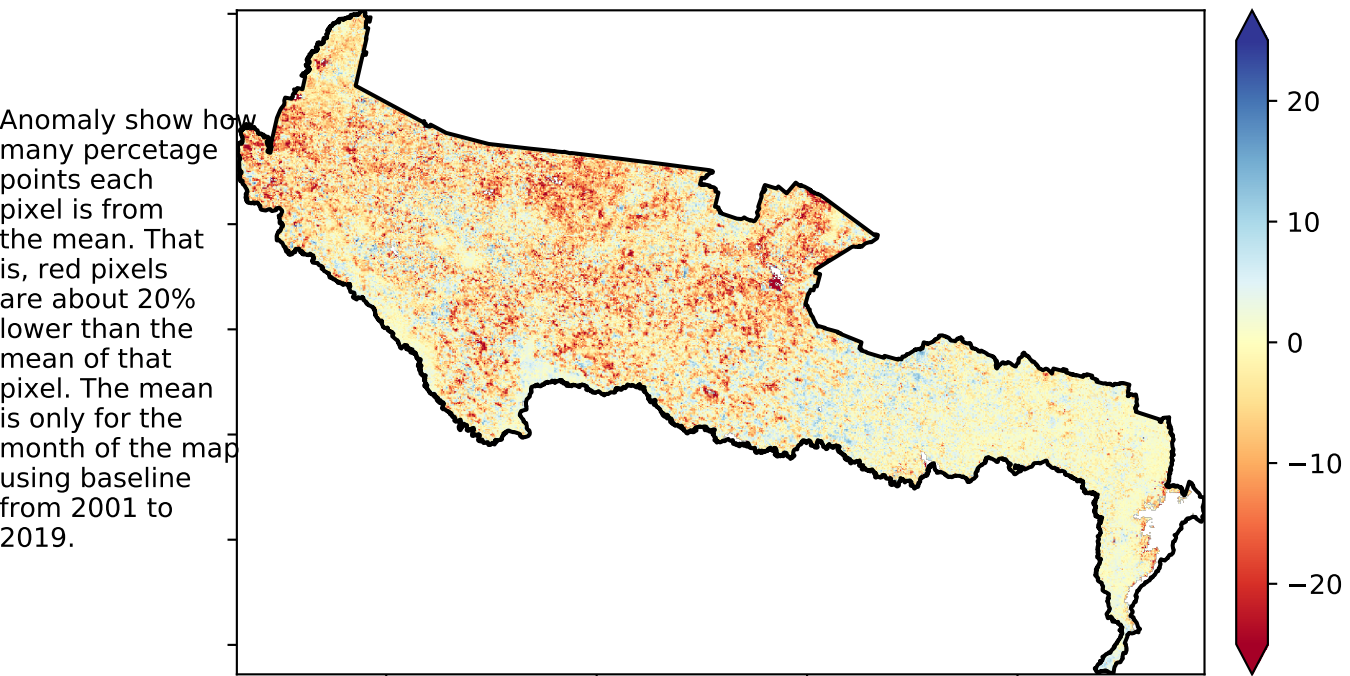 Anomaly show how
many percetage
points each
pixel is from
the mean. That
is, red pixels
are about 20%
lower than the
mean of that
pixel. The mean
is only for the
month of the map
using baseline
from 2001 to
2019.
20
10
0
−10
−20